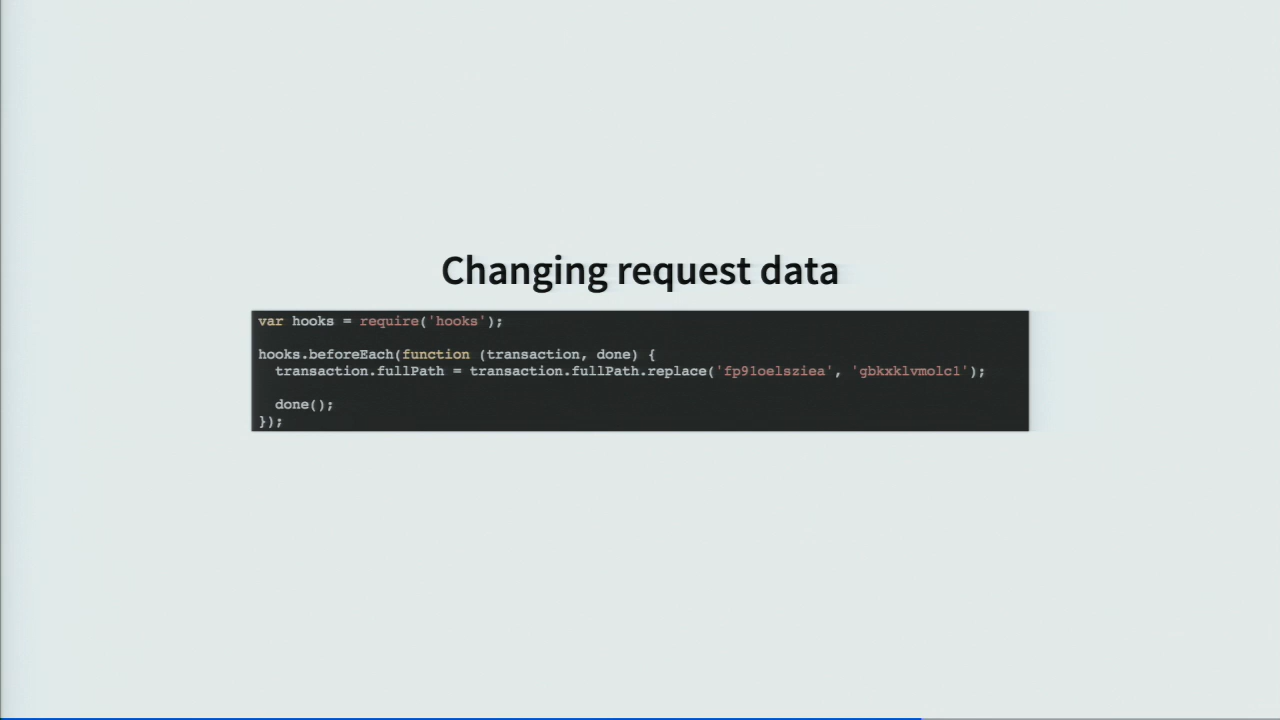 Changing request data
var hooks = require('hooks');
hooks.beforeEach(function (transaction, done) {
transaction.fullPath = transaction.fullPath.replace('fp91oelsziea', 'gbkxklvmolc1');
done();
});